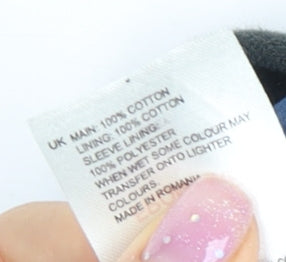 UK MAIN: 100% COTTON
LINING: 100% COTTON
SLEEVE LINING:
100% POLYESTER
WHEN WET SOME COLOUR MAY
TRANSFER ONTO LIGHTER
COLOURS.
MADE IN ROMANIA